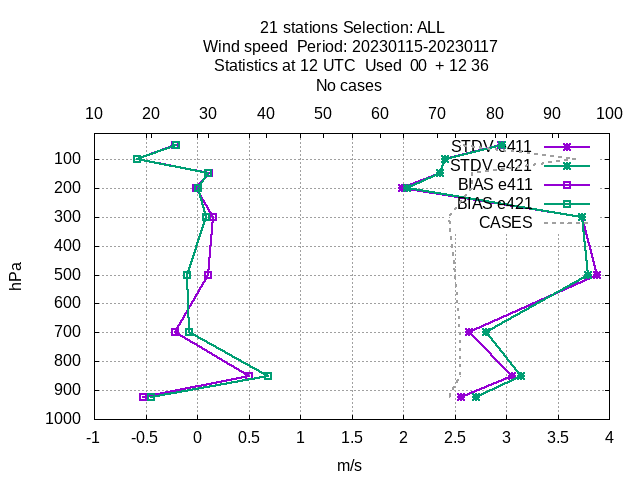 21 stations Selection: ALL
Wind speed  Period: 20230115-20230117
Statistics at 12 UTC  Used  00  + 12 36
No cases
10 20 30 40 50 60 70 80 90 100
STDV e411
STDV e421
BIAS e411
BIAS e421
CASES
100
200
300
400
500
600
700
800
900
1000
hPa
-1 -0.5 0 0.5 1 1.5 2 2.5 3 3.5 4
m/s